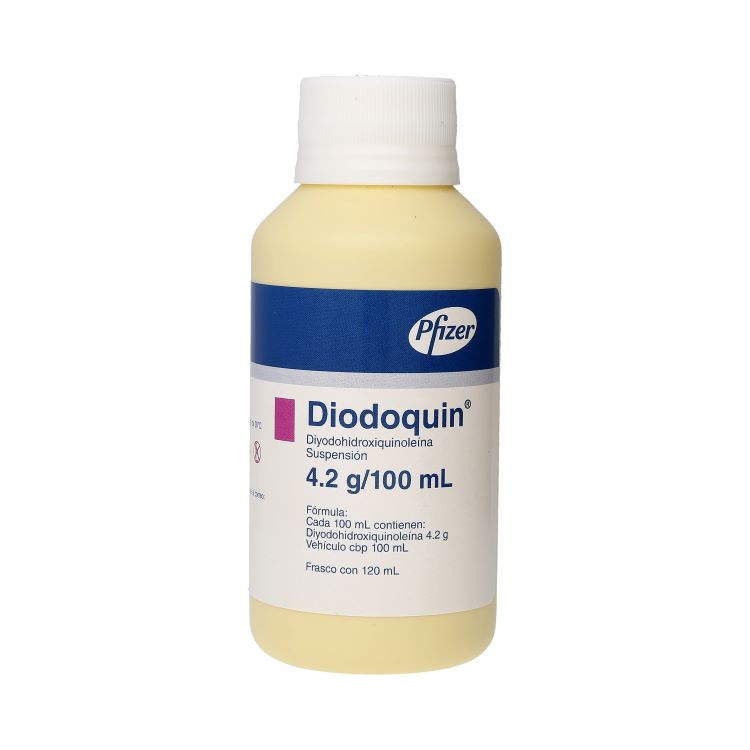 Pfizer
Diodoquin®
Diyodohidroxiquinoleína
Suspensión
4.2 g/100 mL
Fórmula:
Cada 100 mL contienen:
Diyodohidroxiquinoleína 4.2 g
Vehículo cbp 100 mL
Frasco con 120 mL